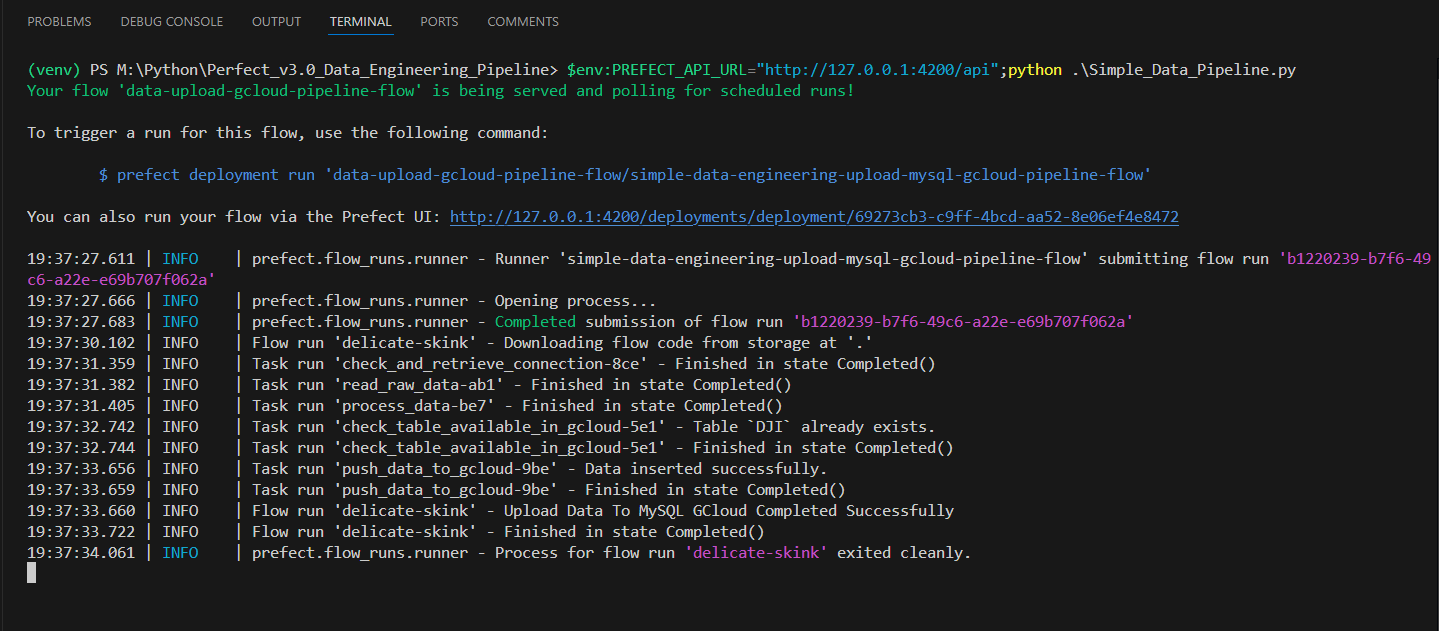 PROBLEMS DEBUG CONSOLE OUTPUT TERMINAL PORTS COMMENTS
(venv) PS M:\Python\Perfect_v3.0_Data_Engineering_Pipeline> $env:PREFECT_API_URL="http://127.0.0.1:4200/api";python .\Simple_Data_Pipeline.py
Your flow 'data-upload-gcloud-pipeline-flow' is being served and polling for scheduled runs!
To trigger a run for this flow, use the following command:
$ prefect deployment run 'data-upload-gcloud-pipeline-flow/simple-data-engineering-upload-mysql-gcloud-pipeline-flow'
You can also run your flow via the Prefect UI: http://127.0.0.1:4200/deployments/deployment/69273cb3-c9ff-4bcd-aa52-8e06ef4e8472
19:37:27.611 | INFO    | prefect.flow_runs.runner - Runner 'simple-data-engineering-upload-mysql-gcloud-pipeline-flow' submitting flow run 'b1220239-b7f6-49
c6-a22e-e69b707f062a'
19:37:27.666 | INFO    | prefect.flow_runs.runner - Opening process...
19:37:27.683 | INFO    | prefect.flow_runs.runner - Completed submission of flow run 'b1220239-b7f6-49c6-a22e-e69b707f062a'
19:37:30.102 | INFO    | Flow run 'delicate-skink' - Downloading flow code from storage at '.'
19:37:31.359 | INFO    | Task run 'check_and_retrieve_connection-8ce' - Finished in state Completed()
19:37:31.382 | INFO    | Task run 'read_raw_data-ab1' - Finished in state Completed()
19:37:31.405 | INFO    | Task run 'process_data-be7' - Finished in state Completed()
19:37:32.742 | INFO    | Task run 'check_table_available_in_gcloud-5e1' - Table `DJI` already exists.
19:37:32.744 | INFO    | Task run 'check_table_available_in_gcloud-5e1' - Finished in state Completed()
19:37:33.656 | INFO    | Task run 'push_data_to_gcloud-9be' - Data inserted successfully.
19:37:33.659 | INFO    | Task run 'push_data_to_gcloud-9be' - Finished in state Completed()
19:37:33.660 | INFO    | Flow run 'delicate-skink' - Upload Data To MySQL GCloud Completed Successfully
19:37:33.722 | INFO    | Flow run 'delicate-skink' - Finished in state Completed()
19:37:34.061 | INFO    | prefect.flow_runs.runner - Process for flow run 'delicate-skink' exited cleanly.